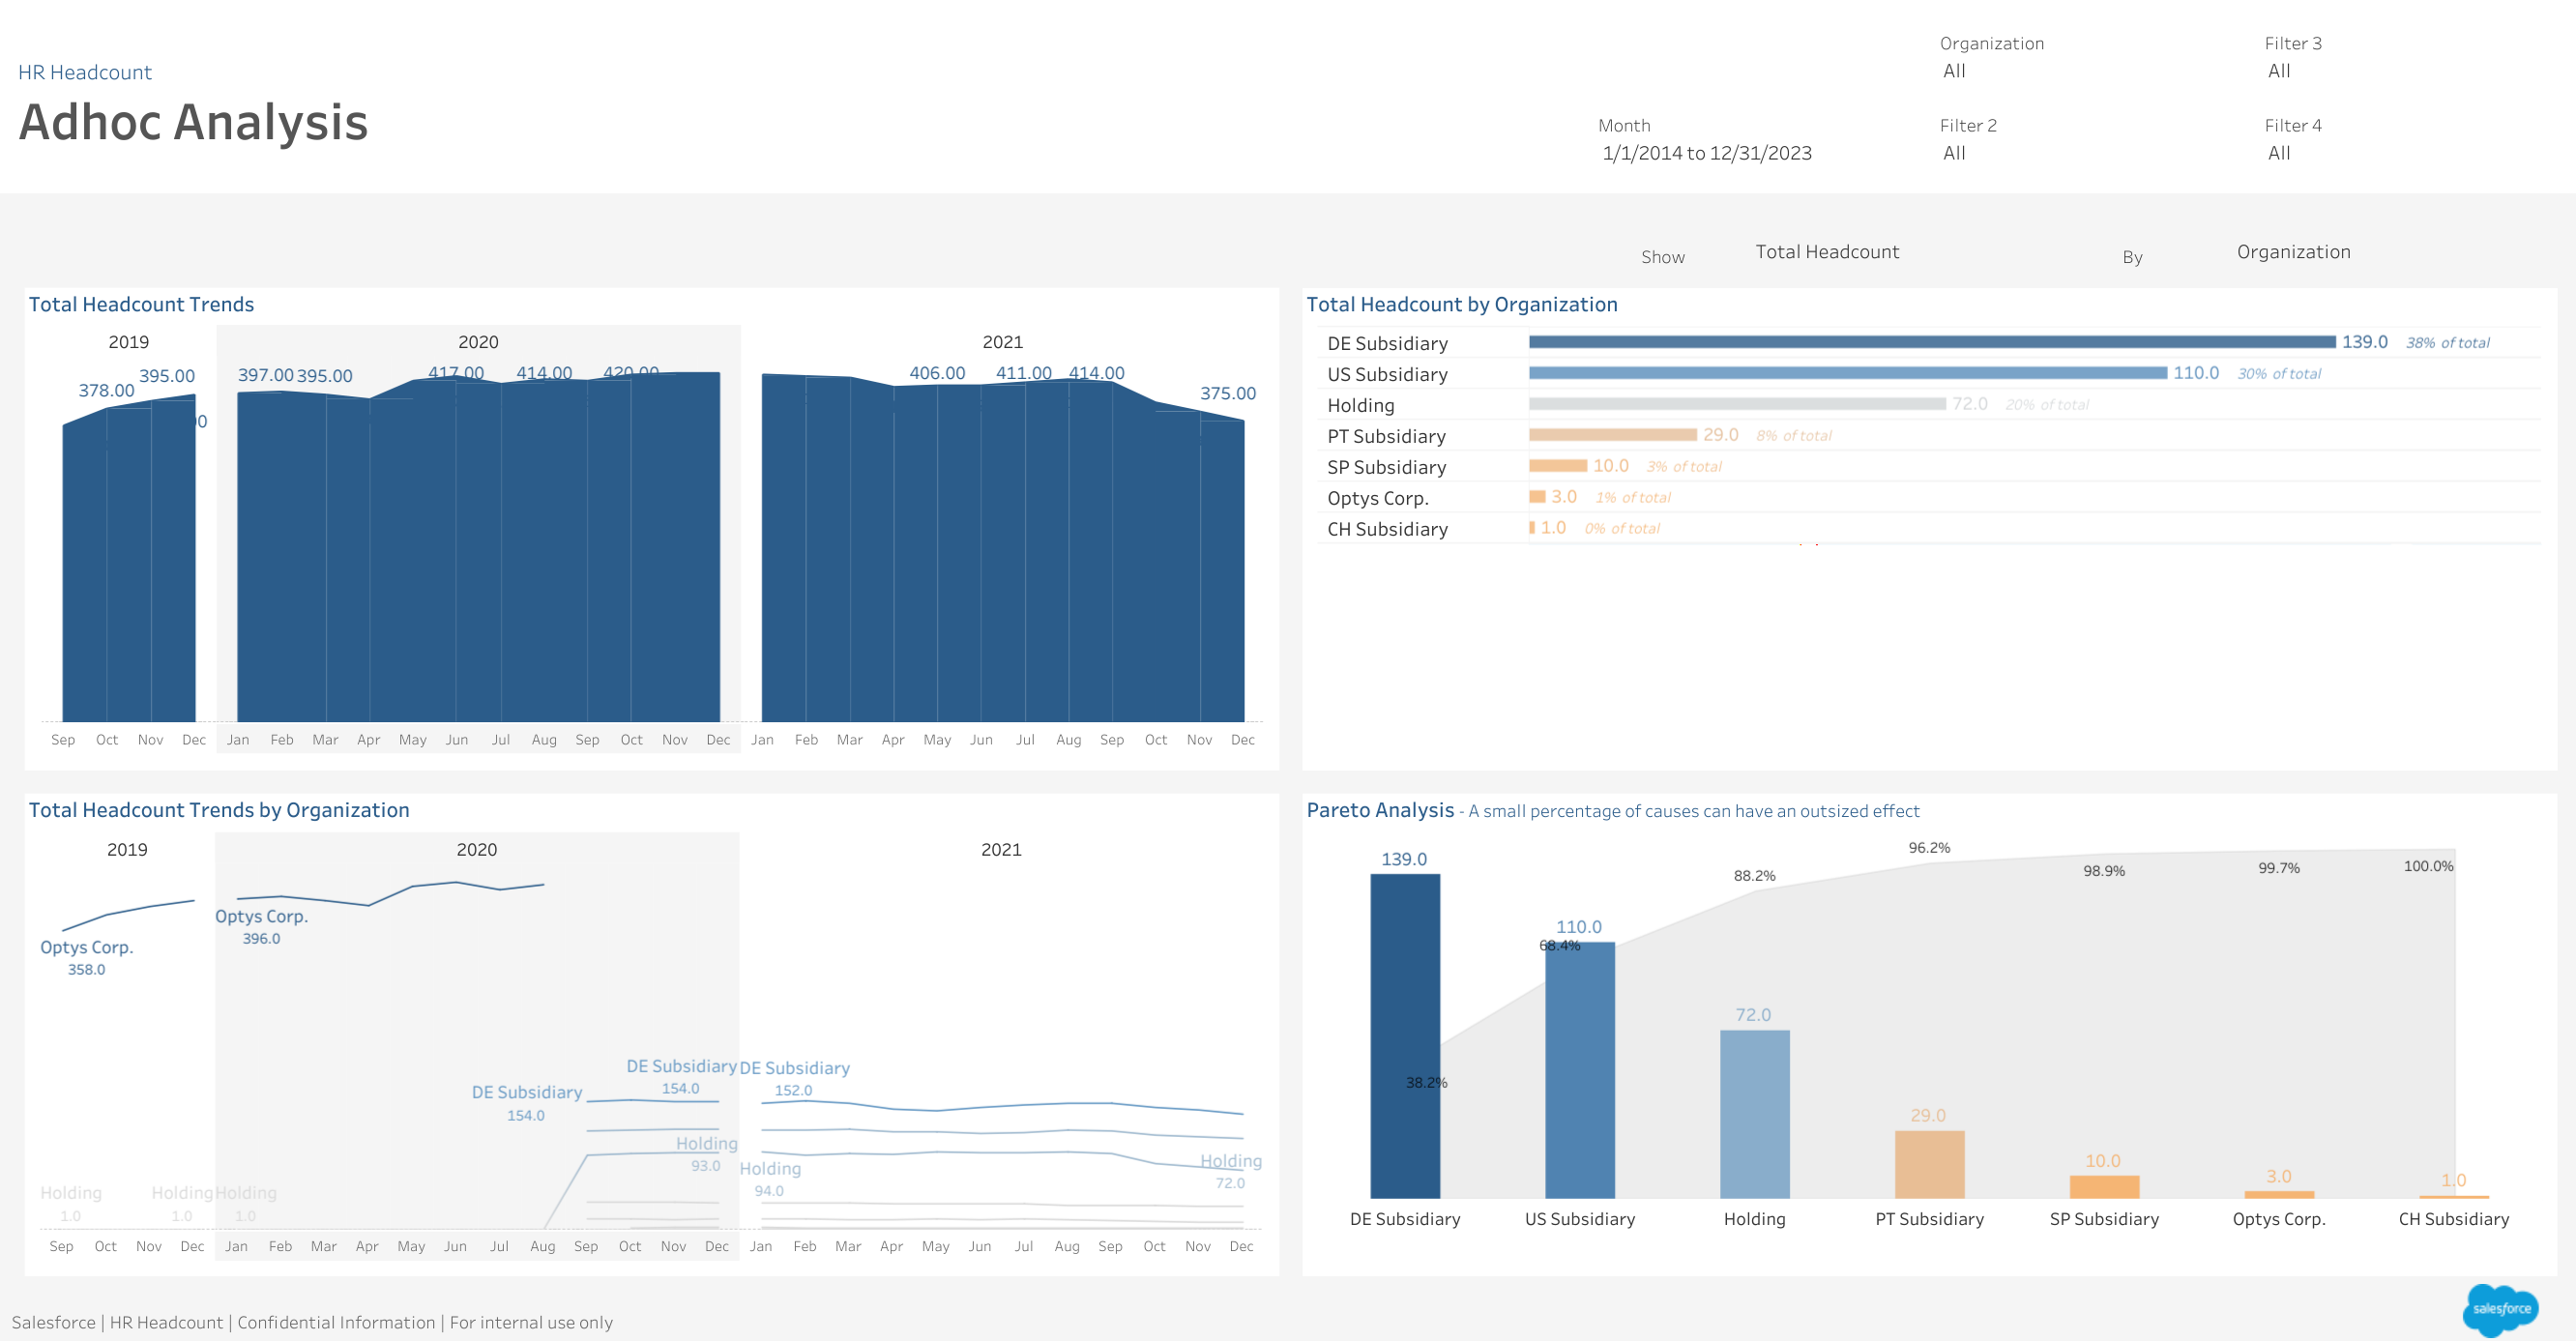 HR Headcount
Adhoc Analysis
Organization
All
Filter 3
All
Month
1/1/2014 to 12/31/2023
Filter 2
All
Filter 4
All
Show Total Headcount By Organization
Total Headcount Trends
2019 2020 2021
378.00 395.00 397.00 395.00 417.00 414.00 420.00 406.00 411.00 414.00 375.00
Sep Oct Nov Dec Jan Feb Mar Apr May Jun Jul Aug Sep Oct Nov Dec Jan Feb Mar Apr May Jun Jul Aug Sep Oct Nov Dec
Total Headcount by Organization
DE Subsidiary 139.0 38% of total
US Subsidiary 110.0 30% of total
Holding 72.0 20% of total
PT Subsidiary 29.0 8% of total
SP Subsidiary 10.0 3% of total
Optys Corp. 3.0 1% of total
CH Subsidiary 1.0 0% of total
Total Headcount Trends by Organization
2019 2020 2021
Optys Corp.
358.0
Optys Corp.
396.0
DE Subsidiary
154.0
DE Subsidiary
154.0
DE Subsidiary
152.0
Holding
93.0
Holding
94.0
Holding
72.0
Holding
1.0
Holding
1.0
Holding
1.0
Sep Oct Nov Dec Jan Feb Mar Apr May Jun Jul Aug Sep Oct Nov Dec Jan Feb Mar Apr May Jun Jul Aug Sep Oct Nov Dec
Pareto Analysis - A small percentage of causes can have an outsized effect
139.0 110.0 72.0 29.0 10.0 3.0 1.0
38.2% 68.4% 88.2% 96.2% 98.9% 99.7% 100.0%
DE Subsidiary US Subsidiary Holding PT Subsidiary SP Subsidiary Optys Corp. CH Subsidiary
Salesforce | HR Headcount | Confidential Information | For internal use only
salesforce